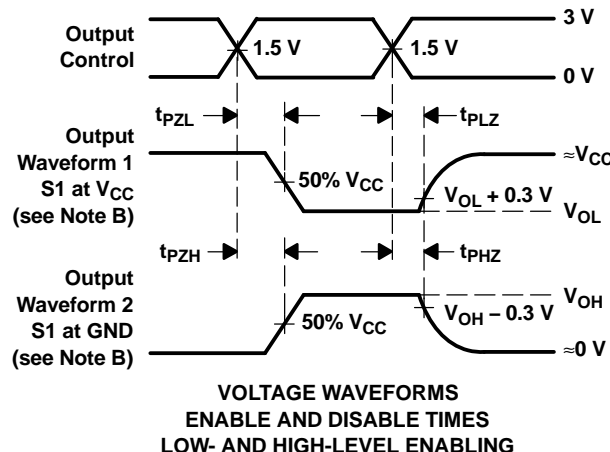 Output
Control
1.5 V
1.5 V
3 V
0 V
tPZL
tPLZ
Output
Waveform 1
S1 at VCC
(see Note B)
50% VCC
VOL + 0.3 V
≈VCC
VOL
tPZH
tPHZ
Output
Waveform 2
S1 at GND
(see Note B)
50% VCC
VOH − 0.3 V
VOH
≈0 V
VOLTAGE WAVEFORMS
ENABLE AND DISABLE TIMES
LOW- AND HIGH-LEVEL ENABLING